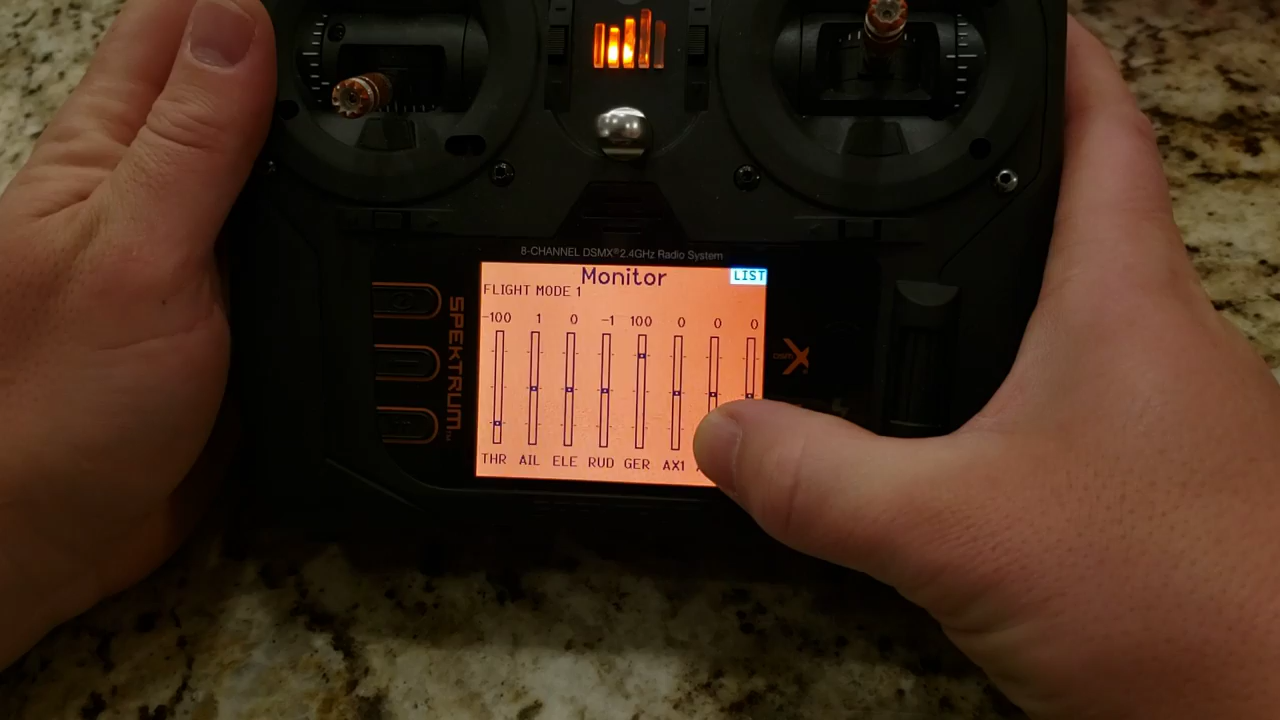 8-CHANNEL DSMX® 2.4GHz Radio System
Monitor
LIST
FLIGHT MODE 1
-100 1 0 -1 100 0 0 0
THR AIL ELE RUD GER AX1
SPEKTRUM
DSM X